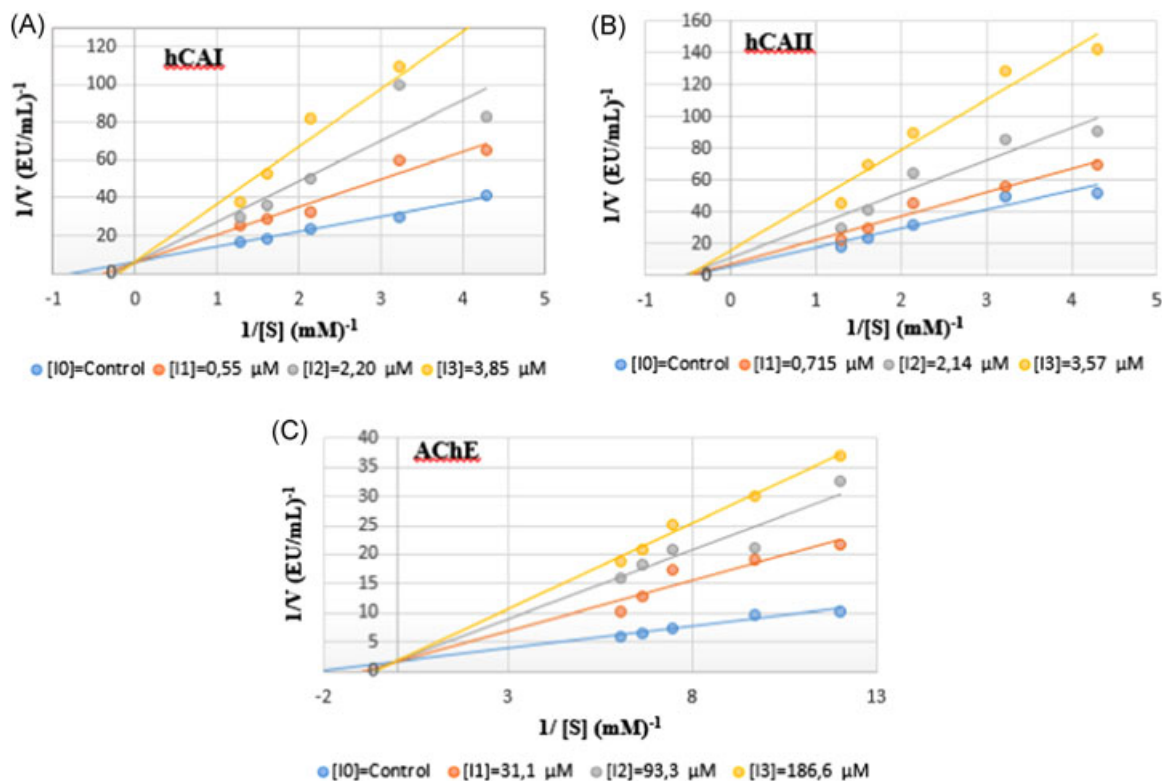 (A)
hCAI
1/V (EU/mL)-1
120
100
80
60
40
20
0
-1 0 1 2 3 4 5
1/[S] (mM)-1
[I0]=Control [I1]=0,55 µM [I2]=2,20 µM [I3]=3,85 µM
(B)
hCAII
1/V (EU/mL)-1
160
140
120
100
80
60
40
20
0
-1 0 1 2 3 4 5
1/[S] (mM)-1
[I0]=Control [I1]=0,715 µM [I2]=2,14 µM [I3]=3,57 µM
(C)
AChE
1/V (EU/mL)-1
40
35
30
25
20
15
10
5
0
-2 3 8 13
1/ [S] (mM)-1
[I0]=Control [I1]=31,1 µM [I2]=93,3 µM [I3]=186,6 µM